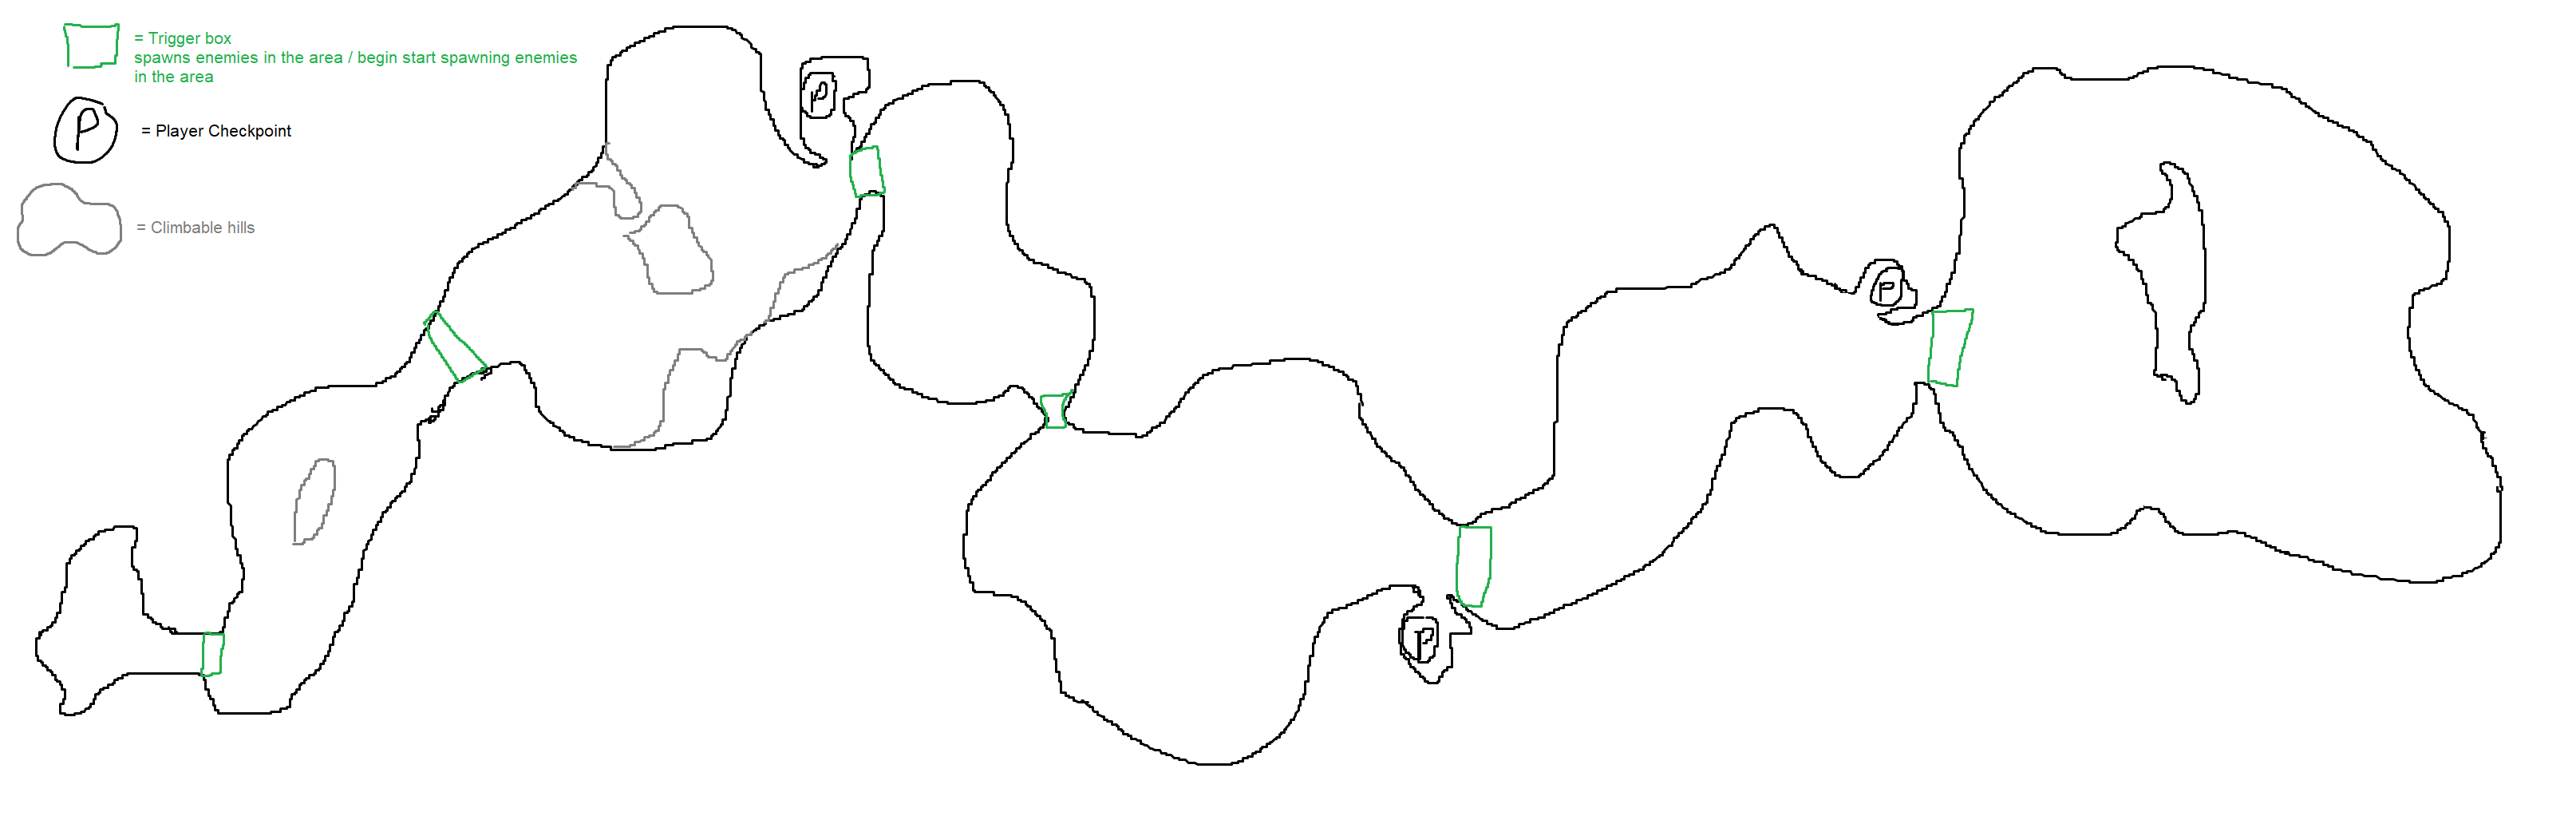 = Trigger box
spawns enemies in the area / begin start spawning enemies
in the area
P
= Player Checkpoint
= Climbable hills
P
P
P